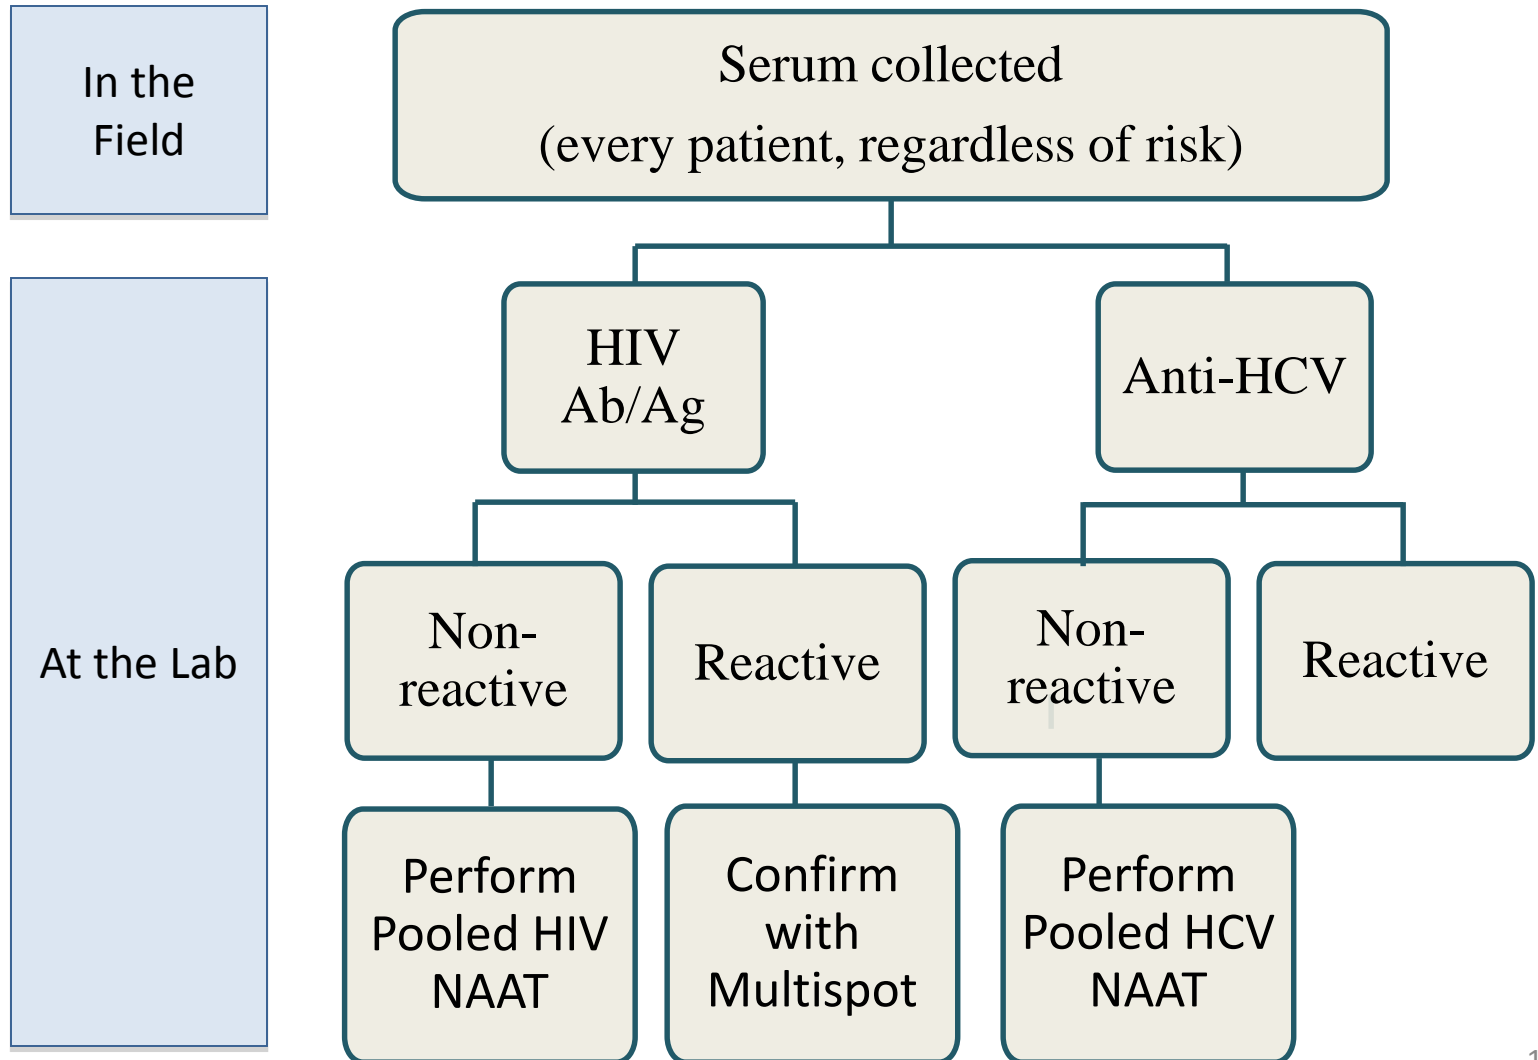 In the
Field
Serum collected
(every patient, regardless of risk)
At the Lab
HIV
Ab/Ag
Anti-HCV
Non-
reactive
Reactive
Non-
reactive
Reactive
Perform
Pooled HIV
NAAT
Confirm
with
Multispot
Perform
Pooled HCV
NAAT